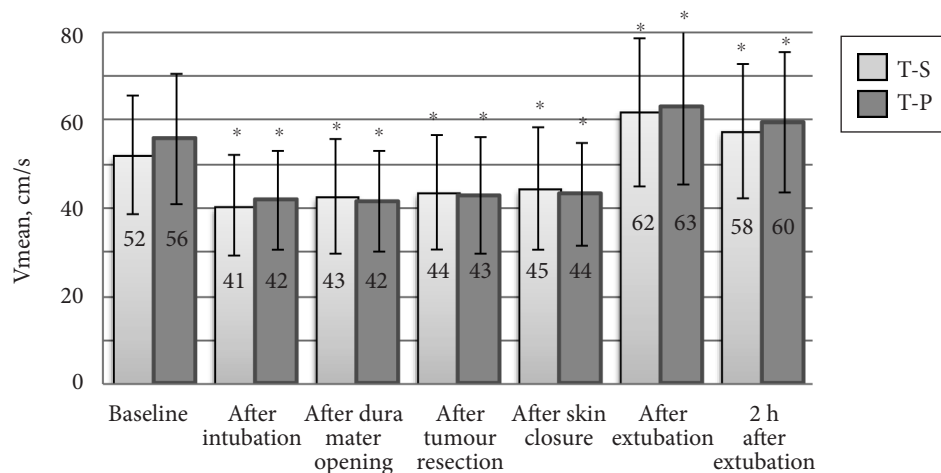 Vmean, cm/s
80
60
40
20
0
* * * * * * * * * * * *
52 56 41 42 43 42 44 43 45 44 62 63 58 60
Baseline
After
intubation
After dura
mater
opening
After
tumour
resection
After skin
closure
After
extubation
2 h
after
extubation
T-S
T-P